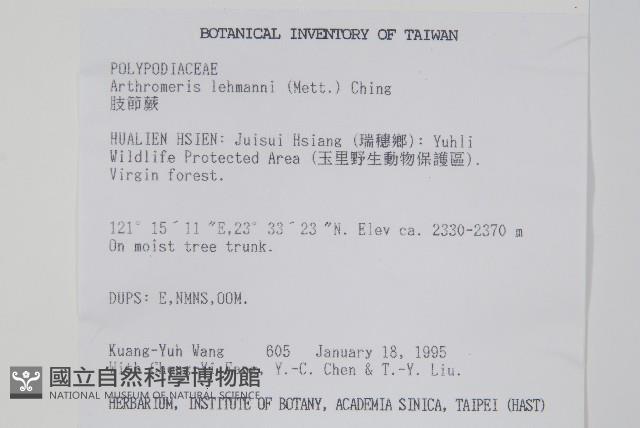 BOTANICAL INVENTORY OF TAIWAN
POLYPODIACEAE
Arthromeris lehmanni (Mett.) Ching
肢節蕨
HUALIEN HSIEN: Juisui Hsiang (瑞穗鄉): Yuhli
Wildlife Protected Area (玉里野生動物保護區).
Virgin forest.
121° 15´11 ″E,23° 33´23 ″N. Elev ca. 2330-2370 m
On moist tree trunk.
DUPS: E,NMNS,OOM.
Kuang-Yuh Wang 605 January 18, 1995
With Y.-C. Chen & T.-Y. Liu.
國立自然科學博物館
NATIONAL MUSEUM OF NATURAL SCIENCE
HERBARIUM, INSTITUTE OF BOTANY, ACADEMIA SINICA, TAIPEI (HAST)